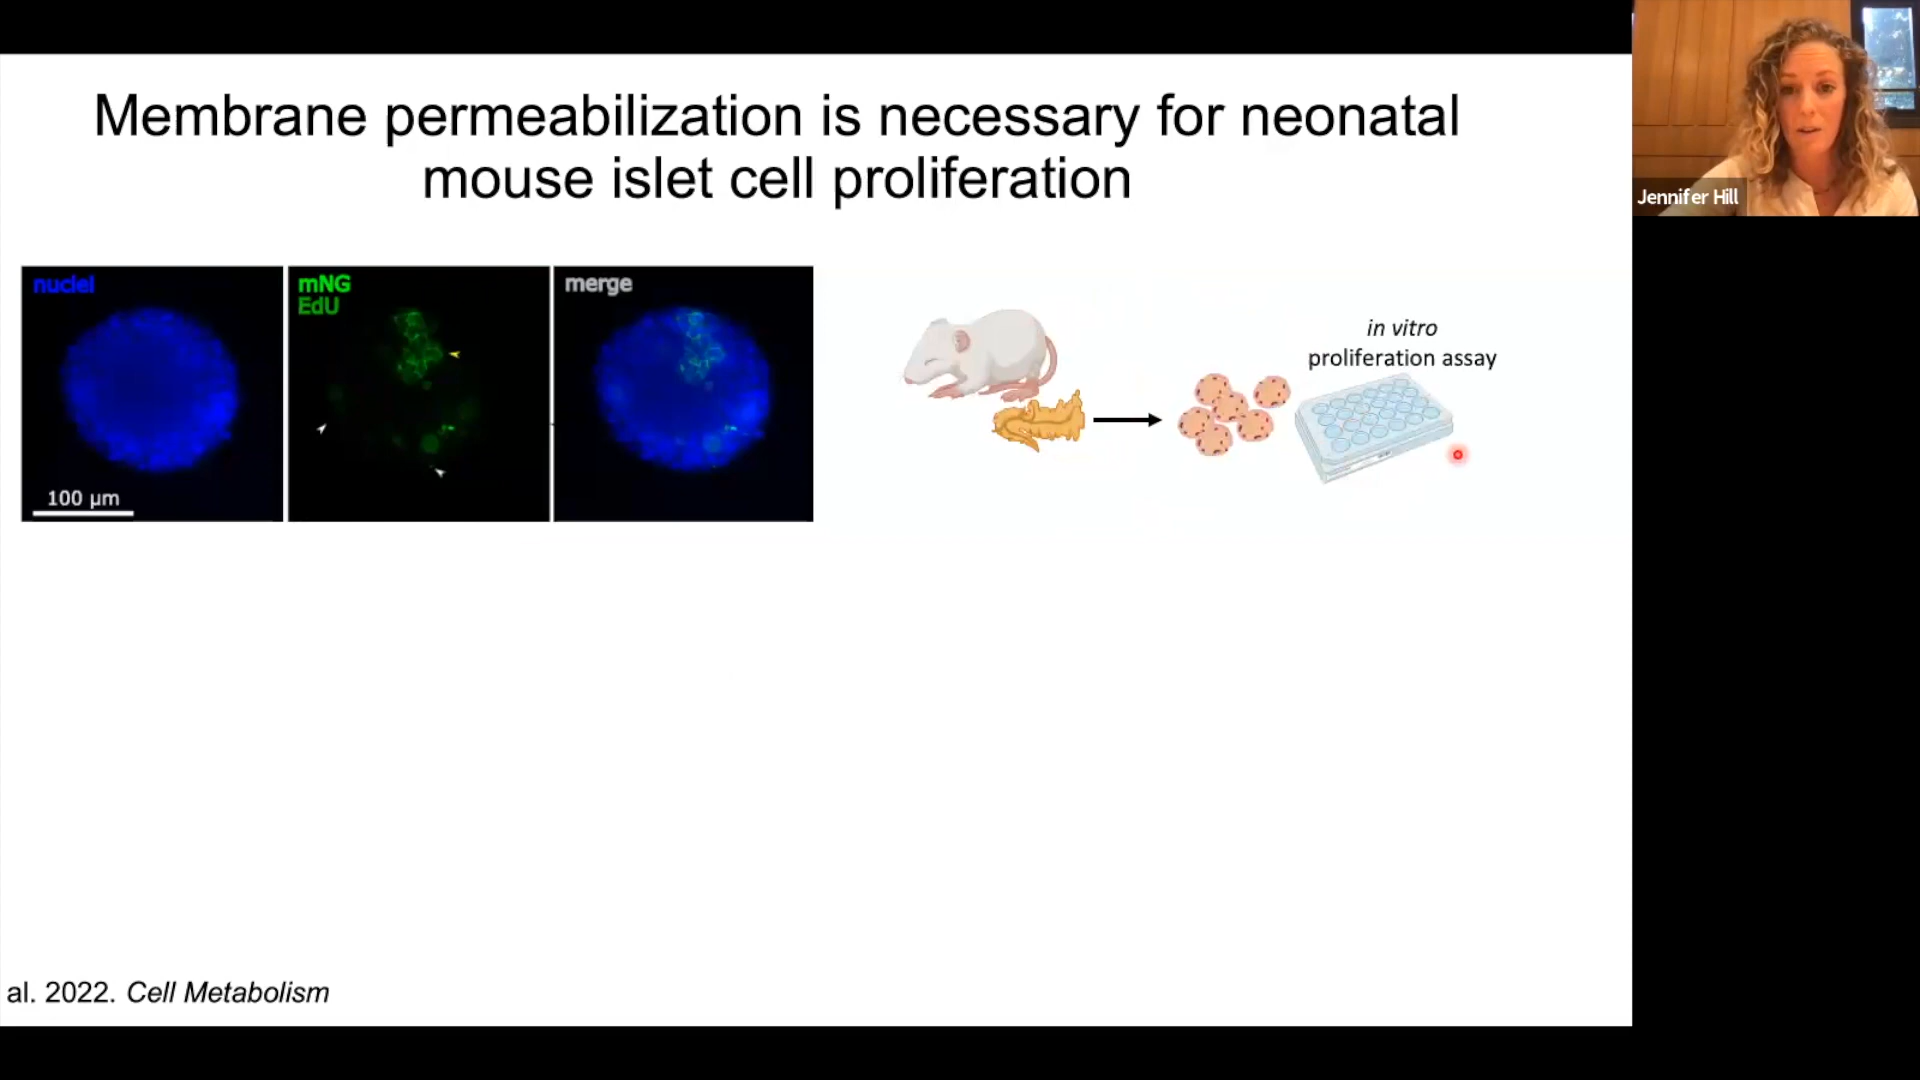 Membrane permeabilization is necessary for neonatal
mouse islet cell proliferation
nuclei
mNG
EdU
merge
100 µm
in vitro
proliferation assay
al. 2022. Cell Metabolism
Jennifer Hill